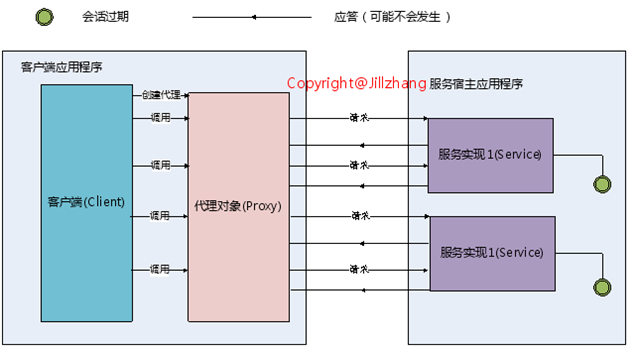 会话过期
应答（可能不会发生）
客户端应用程序
Copyright@Jillzhang
服务宿主应用程序
创建代理
调用
请求
服务实现1(Service)
调用
请求
客户端(Client)
代理对象(Proxy)
调用
请求
服务实现1(Service)
调用
请求